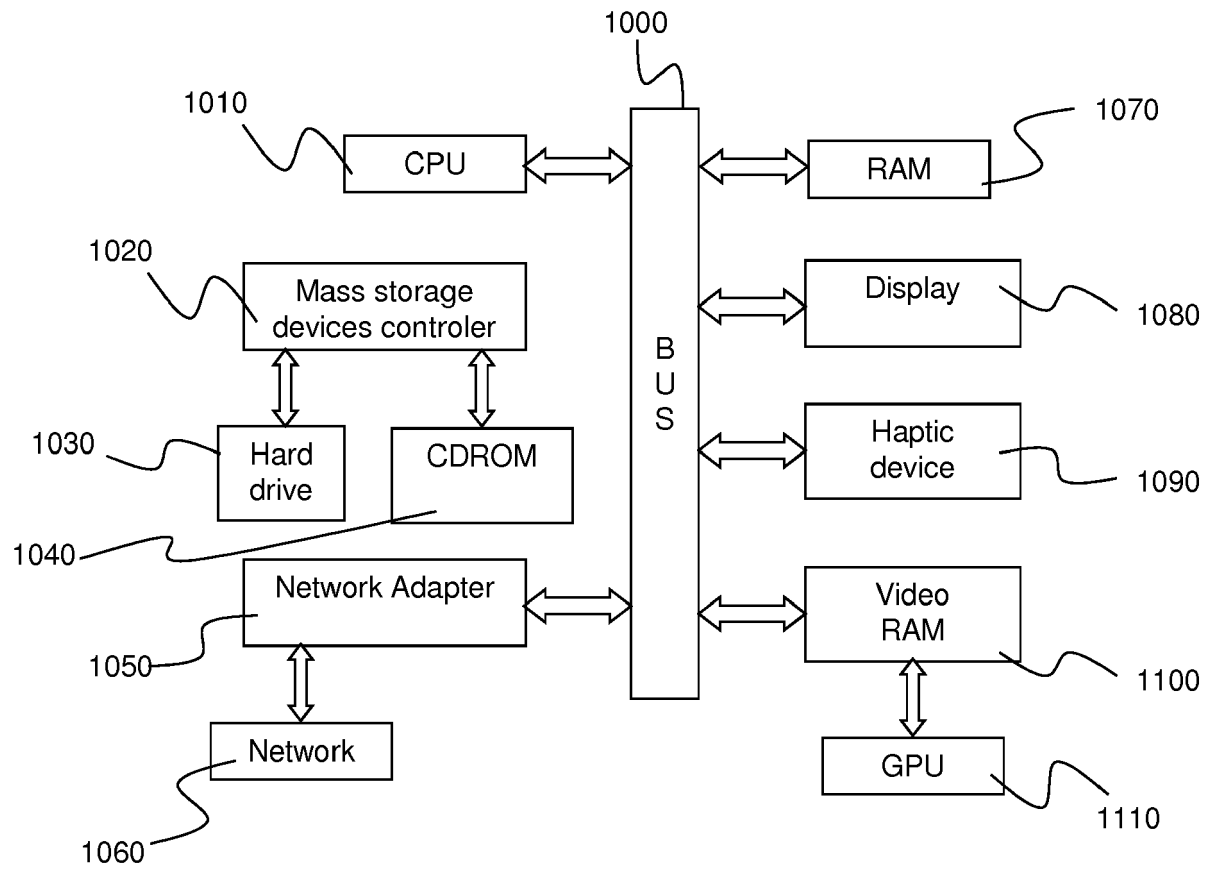 1000
1010
CPU
RAM
1070
1020
Mass storage
devices controler
Display
1080
B
U
S
1030
Hard
drive
CDROM
Haptic
device
1090
1040
Network Adapter
1050
Video
RAM
1100
Network
1060
GPU
1110